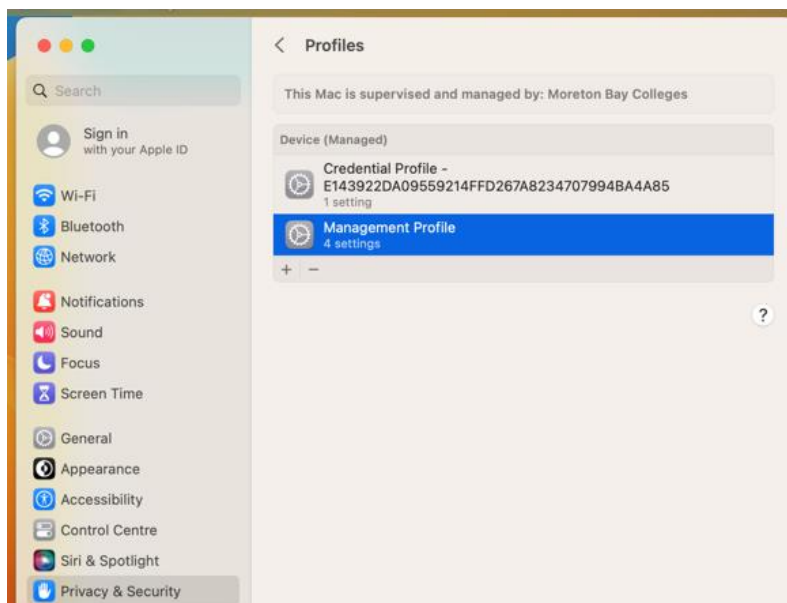 Search
Sign in
with your Apple ID
Wi-Fi
Bluetooth
Network
Notifications
Sound
Focus
Screen Time
General
Appearance
Accessibility
Control Centre
Siri & Spotlight
Privacy & Security
Profiles
This Mac is supervised and managed by: Moreton Bay Colleges
Device (Managed)
Credential Profile -
E143922DA09559214FFD267A8234707994BA4A85
1 setting
Management Profile
4 settings
+ −
?